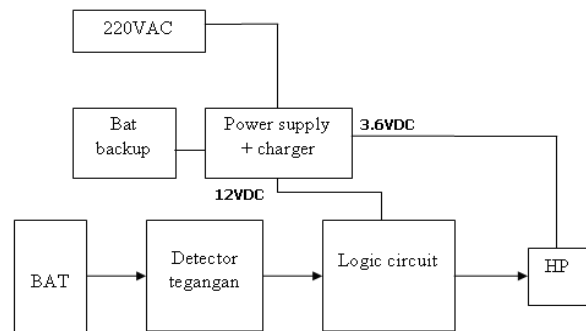 220VAC
Bat
backup
Power supply
+ charger
3.6VDC
12VDC
BAT
Detector
tegangan
Logic circuit
HP